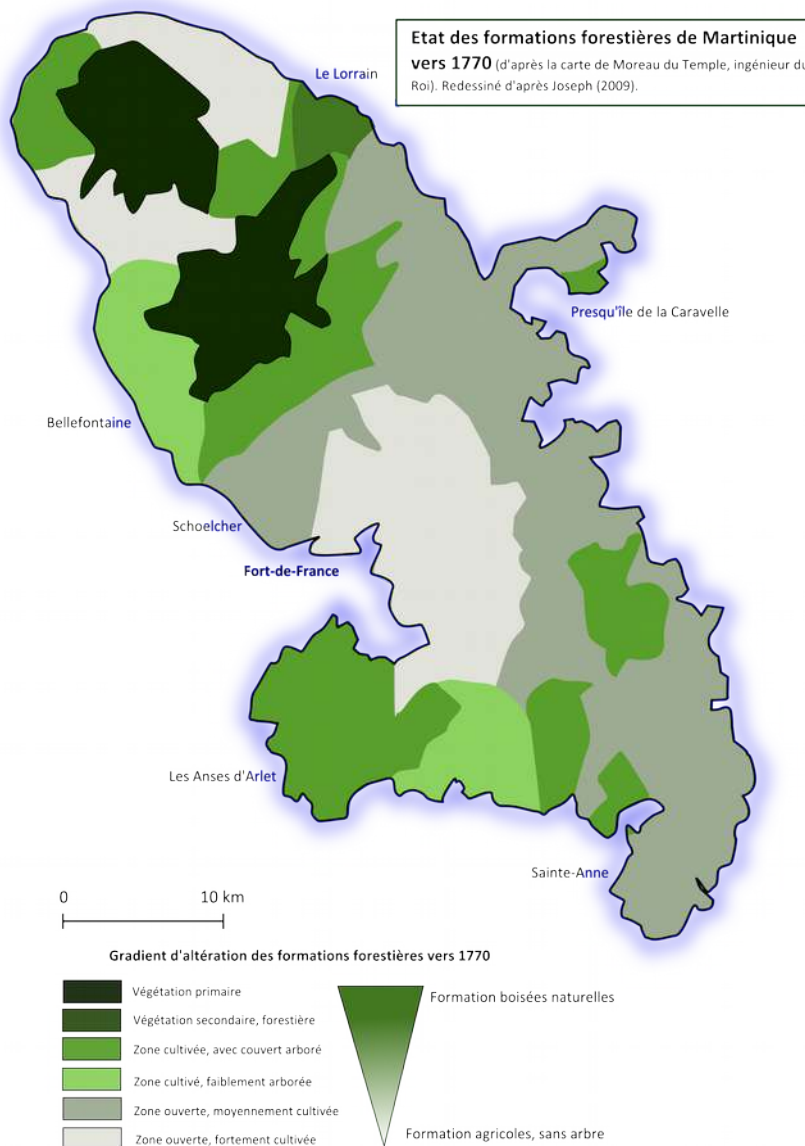 Etat des formations forestières de Martinique
vers 1770 (d'après la carte de Moreau du Temple, ingénieur du
Roi). Redessiné d'après Joseph (2009).
Le Lorrain
Presqu'île de la Caravelle
Bellefontaine
Schoelcher
Fort-de-France
Les Anses d'Arlet
Sainte-Anne
0 10 km
Gradient d'altération des formations forestières vers 1770
Végétation primaire
Végétation secondaire, forestière
Zone cultivée, avec couvert arboré
Zone cultivé, faiblement arborée
Zone ouverte, moyennement cultivée
Zone ouverte, fortement cultivée
Formation boisées naturelles
Formation agricoles, sans arbre